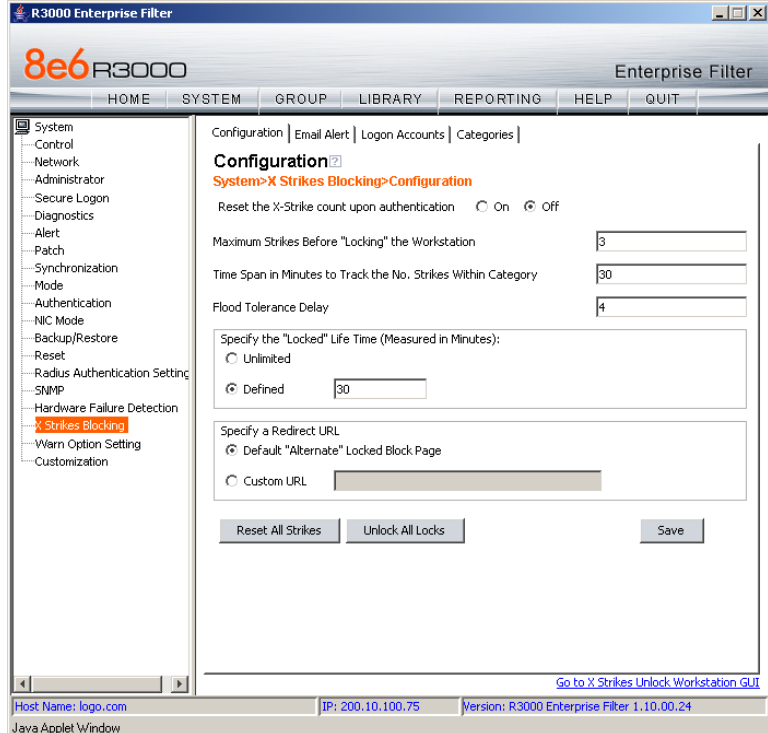 R3000 Enterprise Filter
8e6 R3000
Enterprise Filter
HOME SYSTEM GROUP LIBRARY REPORTING HELP QUIT
System
Control
Network
Administrator
Secure Logon
Diagnostics
Alert
Patch
Synchronization
Mode
Authentication
NIC Mode
Backup/Restore
Reset
Radius Authentication Setting
SNMP
Hardware Failure Detection
X Strikes Blocking
Warn Option Setting
Customization
Configuration Email Alert Logon Accounts Categories
Configuration ?
System>X Strikes Blocking>Configuration
Reset the X-Strike count upon authentication On Off
Maximum Strikes Before "Locking" the Workstation 3
Time Span in Minutes to Track the No. Strikes Within Category 30
Flood Tolerance Delay 4
Specify the "Locked" Life Time (Measured in Minutes):
Unlimited
Defined 30
Specify a Redirect URL
Default "Alternate" Locked Block Page
Custom URL
Reset All Strikes Unlock All Locks Save
Go to X Strikes Unlock Workstation GUI
Host Name: logo.com IP: 200.10.100.75 Version: R3000 Enterprise Filter 1.10.00.24
Java Applet Window